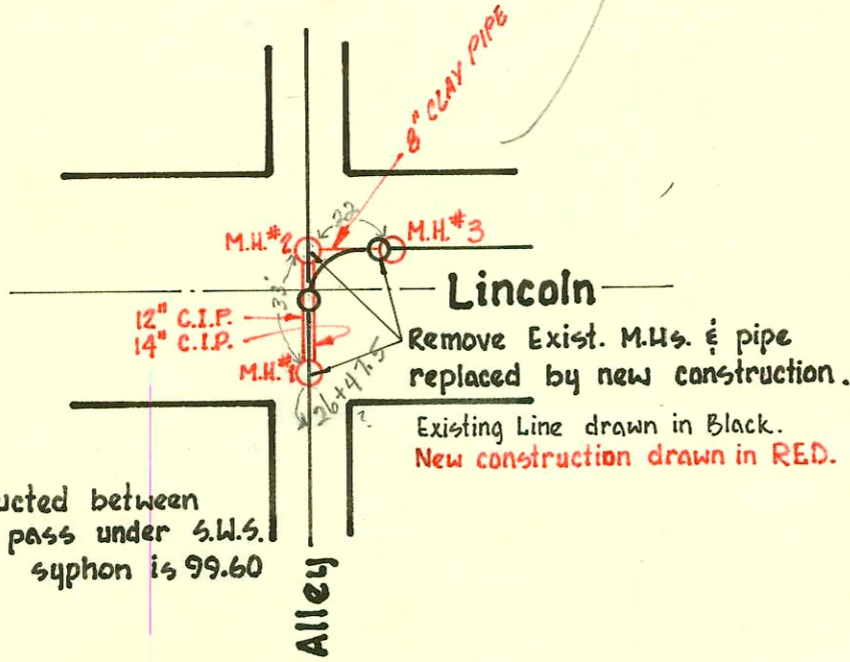 8" CLAY PIPE
22
M.H.#2
M.H.#3
33'
Lincoln
12" C.I.P.
14" C.I.P.
M.H.#1
26+47.5
?
Remove Exist. M.Hs. & pipe
replaced by new construction.
Existing Line drawn in Black.
New construction drawn in RED.
ucted between
pass under S.W.S.
syphon is 99.60
Alley